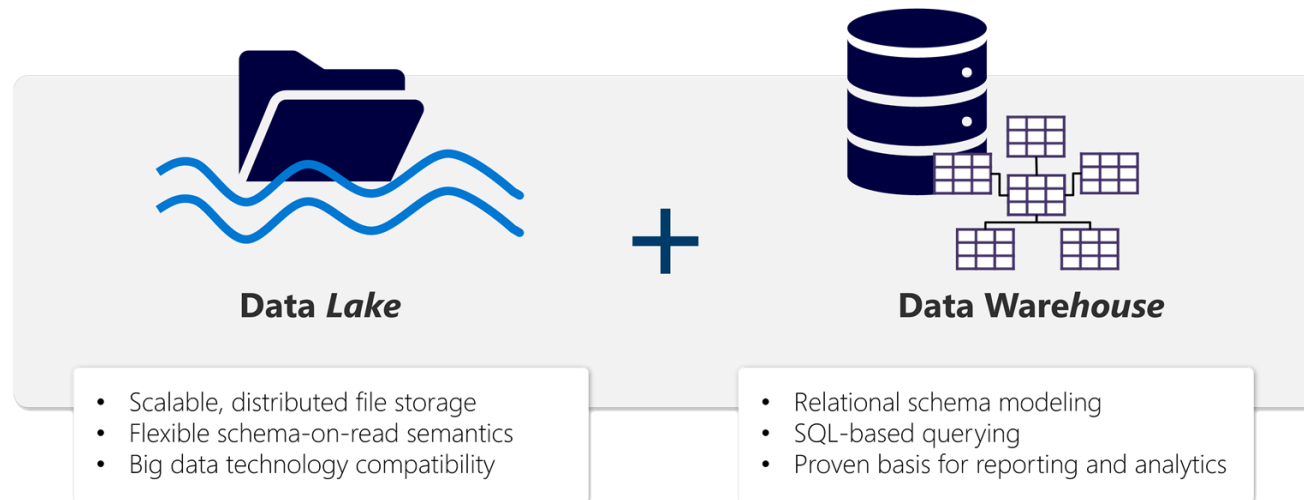 +
Data Lake
Data Warehouse
• Scalable, distributed file storage
• Flexible schema-on-read semantics
• Big data technology compatibility
• Relational schema modeling
• SQL-based querying
• Proven basis for reporting and analytics